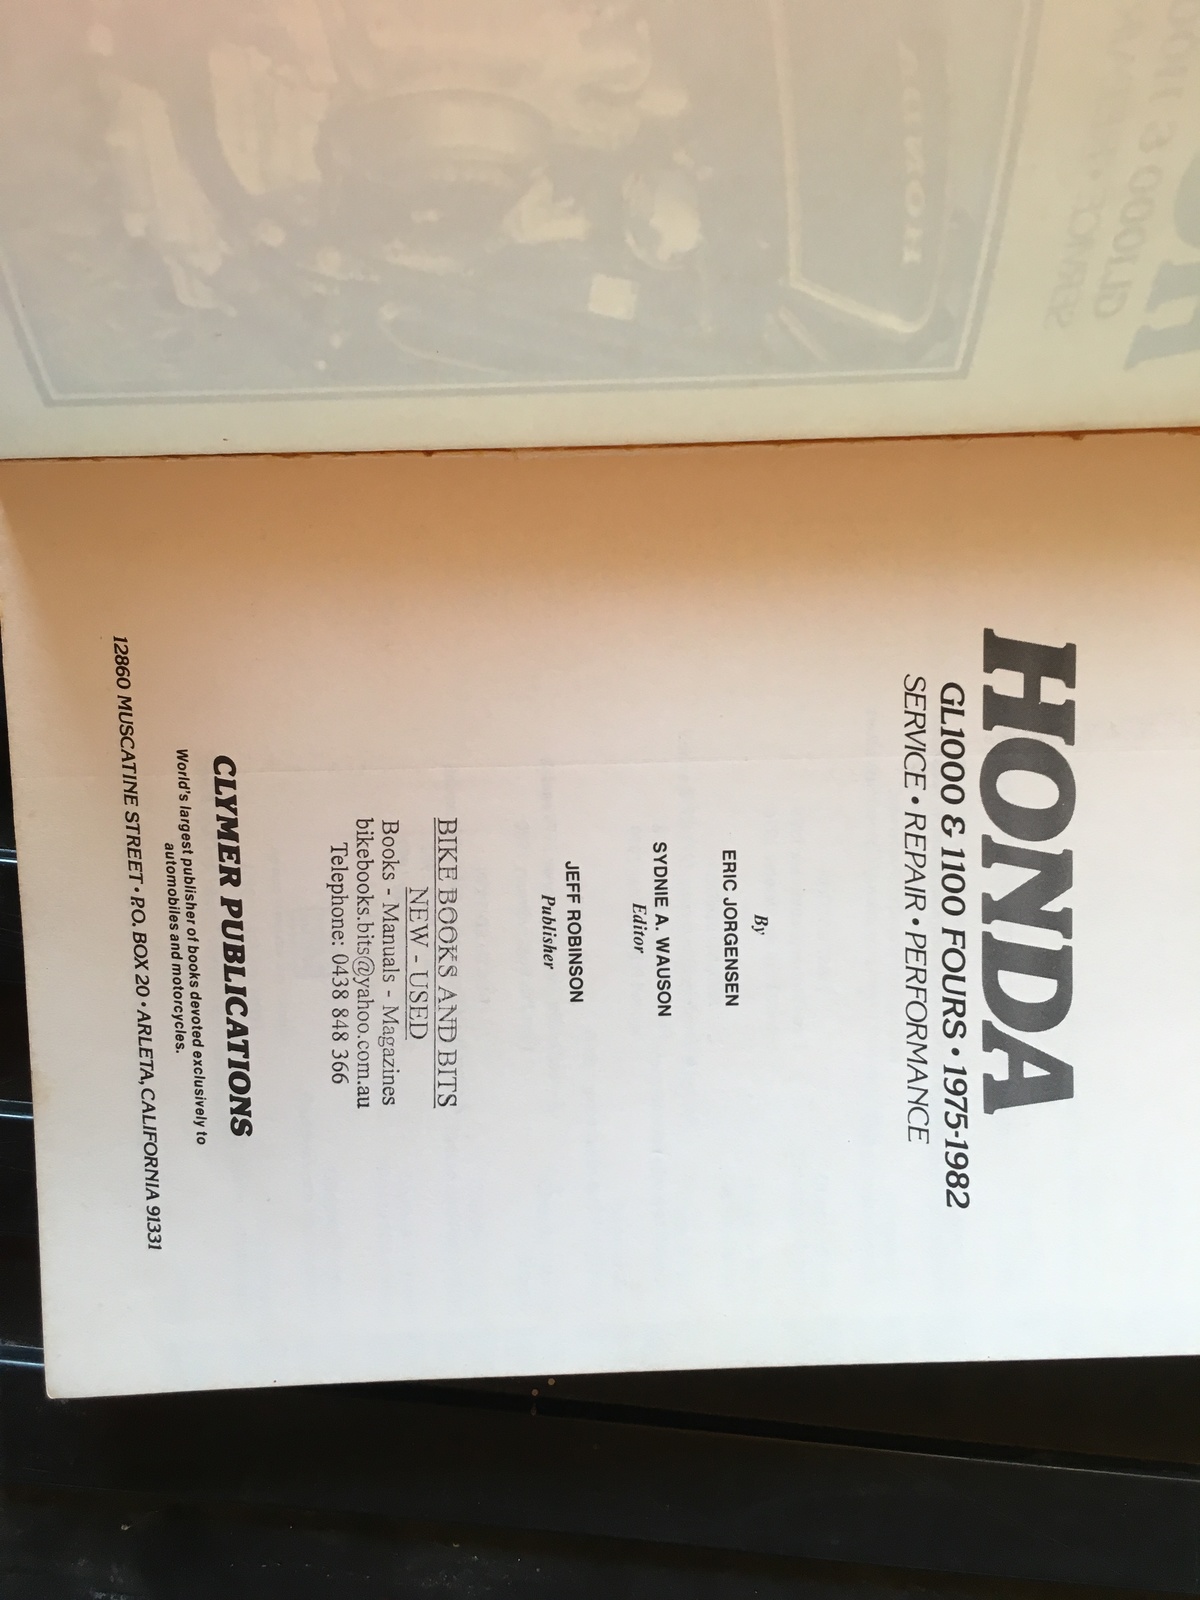 HONDA
GL1000 & 1100 FOURS • 1975-1982
SERVICE • REPAIR • PERFORMANCE
By
ERIC JORGENSEN
SYDNIE A. WAUSON
Editor
JEFF ROBINSON
Publisher
BIKE BOOKS AND BITS
NEW - USED
Books - Manuals - Magazines
bikebooks.bits@yahoo.com.au
Telephone: 0438 848 366
CLYMER PUBLICATIONS
World's largest publisher of books devoted exclusively to
automobiles and motorcycles.
12860 MUSCATINE STREET • P.O. BOX 20 • ARLETA, CALIFORNIA 91331